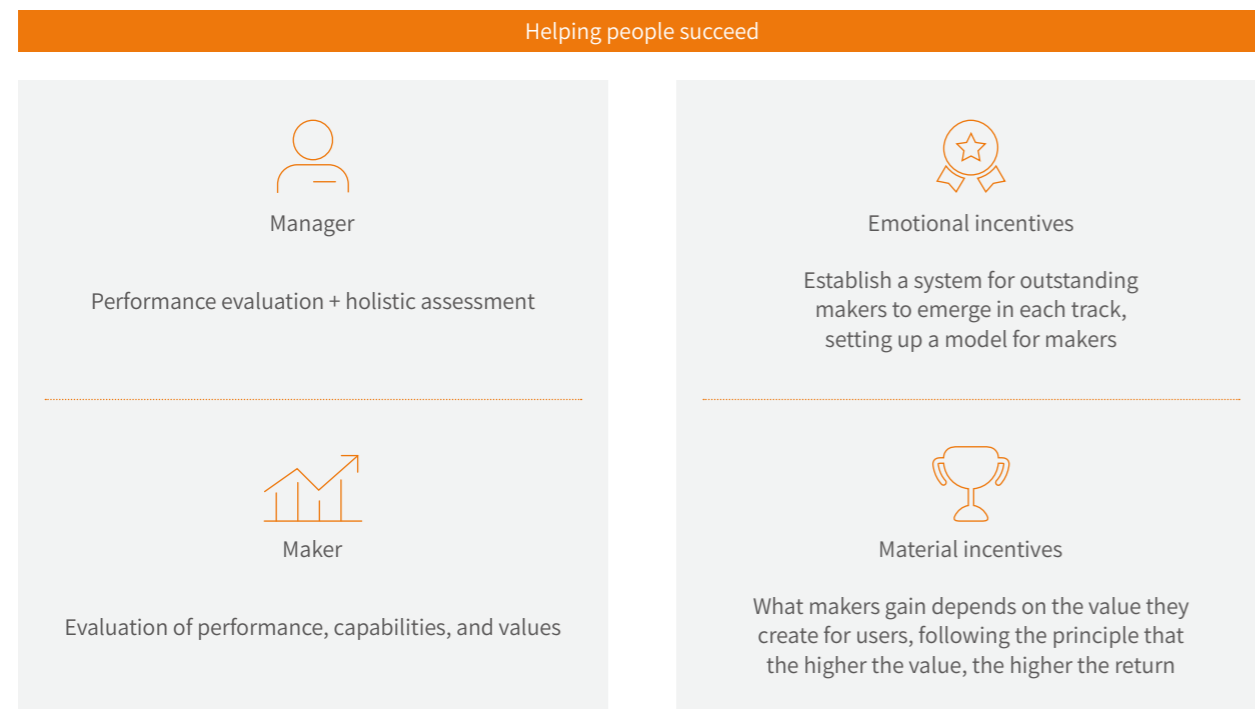 Helping people succeed
Manager
Performance evaluation + holistic assessment
Maker
Evaluation of performance, capabilities, and values
Emotional incentives
Establish a system for outstanding
makers to emerge in each track,
setting up a model for makers
Material incentives
What makers gain depends on the value they
create for users, following the principle that
the higher the value, the higher the return